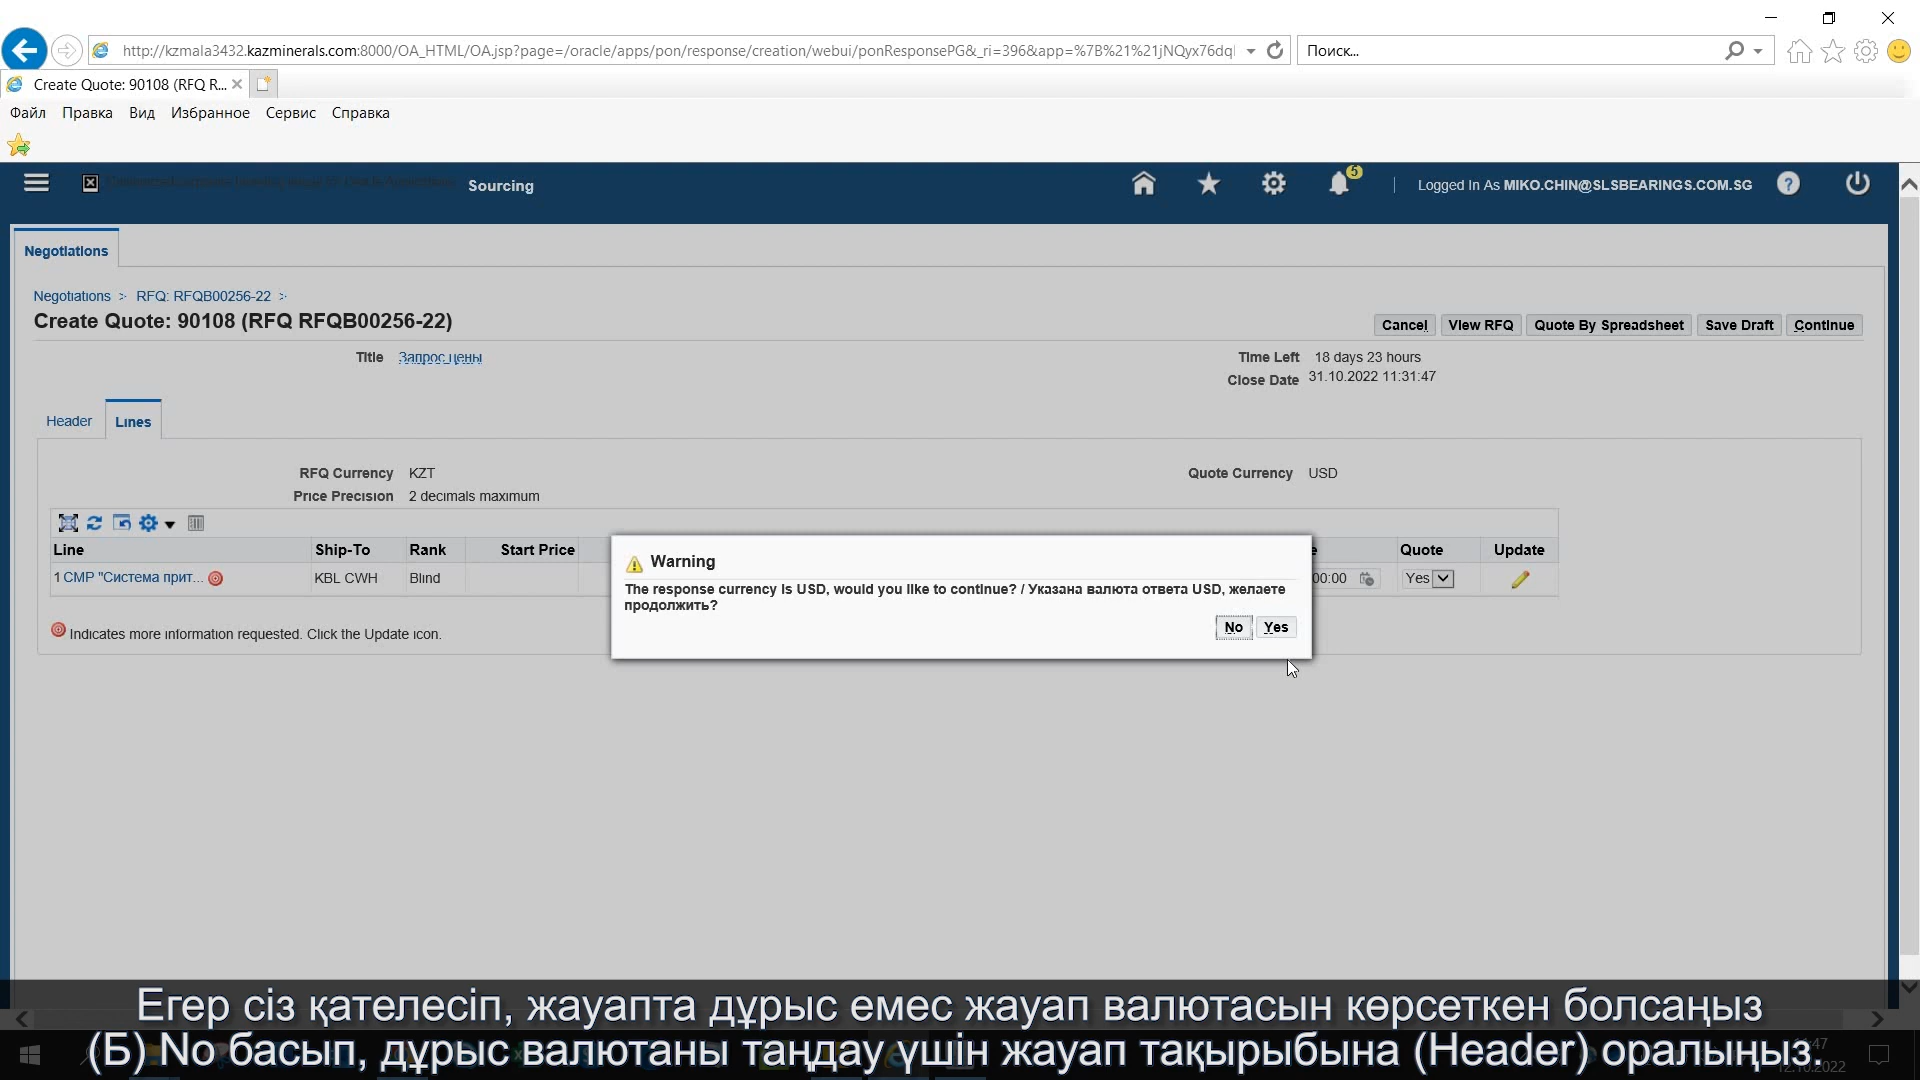 http://kzmala3432.kazminerals.com:8000/OA_HTML/OA.jsp?page=/oracle/apps/pon/response/creation/webui/ponResponsePG&_ri=396&app=%7B%21%21jNQyx76dq
Поиск...
Create Quote: 90108 (RFQ R...
Файл Правка Вид Избранное Сервис Справка
Sourcing
5
Logged In As MIKO.CHIN@SLSBEARINGS.COM.SG
Negotiations
Negotiations > RFQ: RFQB00256-22 >
Create Quote: 90108 (RFQ RFQB00256-22)
Cancel View RFQ Quote By Spreadsheet Save Draft Continue
Title Запрос цены
Time Left 18 days 23 hours
Close Date 31.10.2022 11:31:47
Header Lines
RFQ Currency KZT
Quote Currency USD
Price Precision 2 decimals maximum
Line Ship-To Rank Start Price Quote Update
1 СМР "Система прит... KBL CWH Blind 00:00 Yes
Warning
The response currency is USD, would you like to continue? / Указана валюта ответа USD, желаете
продолжить?
No Yes
Indicates more information requested. Click the Update icon.
Егер сіз қателесіп, жауапта дұрыс емес жауап валютасын көрсеткен болсаңыз
(Б) No басып, дұрыс валютаны таңдау үшін жауап тақырыбына (Header) оралыңыз.
12.10.2022